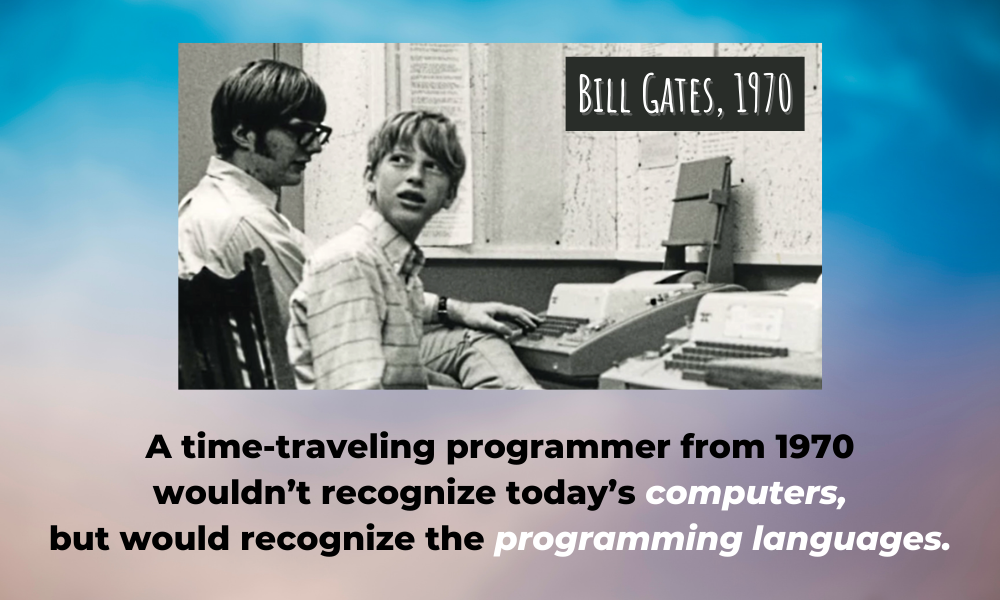 Bill Gates, 1970
A time-traveling programmer from 1970
wouldn’t recognize today’s computers,
but would recognize the programming languages.